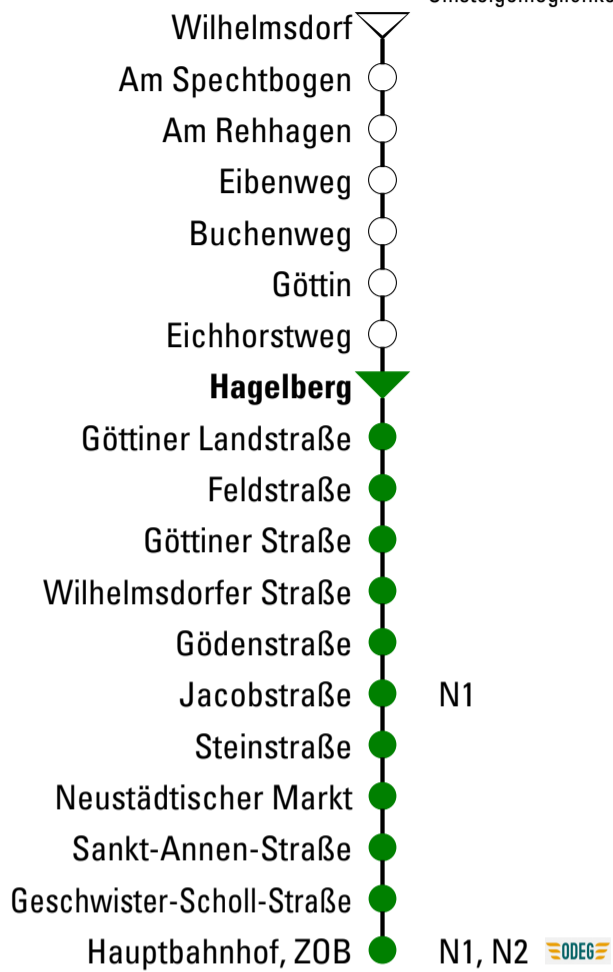 Wilhelmsdorf
Am Spechtbogen
Am Rehhagen
Eibenweg
Buchenweg
Göttin
Eichhorstweg
Hagelberg
Göttiner Landstraße
Feldstraße
Göttiner Straße
Wilhelmsdorfer Straße
Gödenstraße
Jacobstraße N1
Steinstraße
Neustädtischer Markt
Sankt-Annen-Straße
Geschwister-Scholl-Straße
Hauptbahnhof, ZOB N1, N2 ODEG